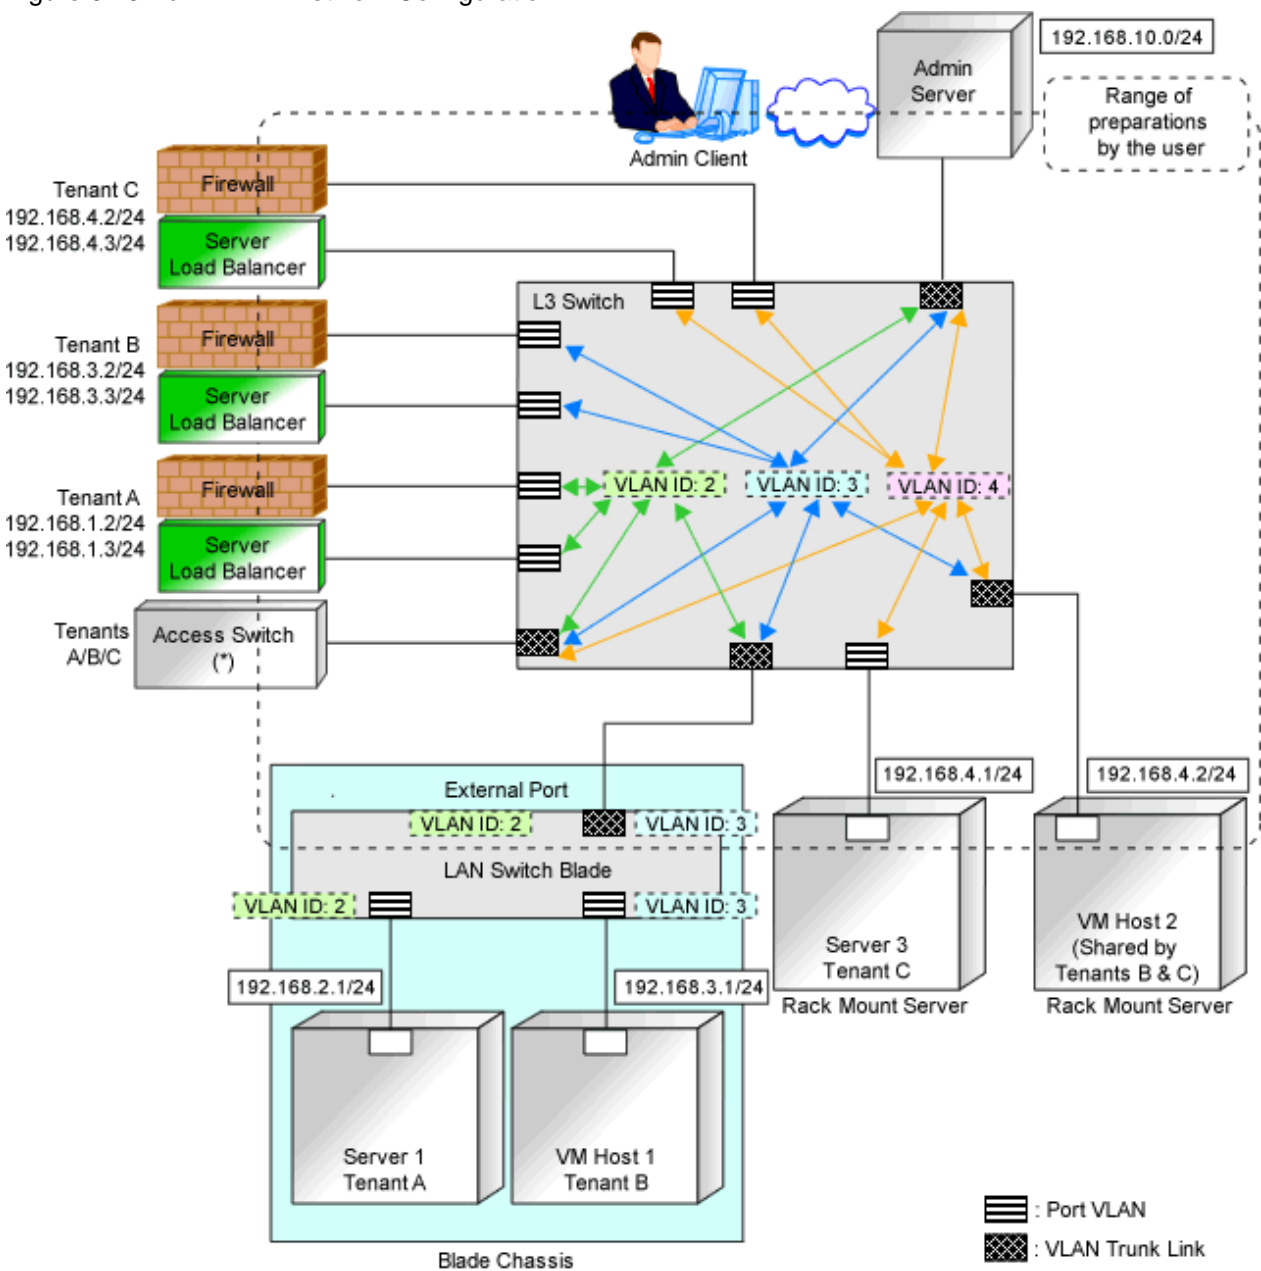 192.168.10.0/24
Admin
Server
Range of
preparations
by the user
Admin Client
Tenant C
192.168.4.2/24
192.168.4.3/24
Firewall
Server
Load Balancer
L3 Switch
Tenant B
192.168.3.2/24
192.168.3.3/24
Firewall
Server
Load Balancer
Tenant A
192.168.1.2/24
192.168.1.3/24
Firewall
Server
Load Balancer
VLAN ID: 2
VLAN ID: 3
VLAN ID: 4
Tenants
A/B/C
Access Switch
(*)
External Port
VLAN ID: 2
VLAN ID: 3
LAN Switch Blade
VLAN ID: 2
VLAN ID: 3
192.168.4.1/24
192.168.4.2/24
Server 3
Tenant C
Rack Mount Server
VM Host 2
(Shared by
Tenants B & C)
Rack Mount Server
192.168.2.1/24
192.168.3.1/24
Server 1
Tenant A
VM Host 1
Tenant B
Blade Chassis
: Port VLAN
: VLAN Trunk Link